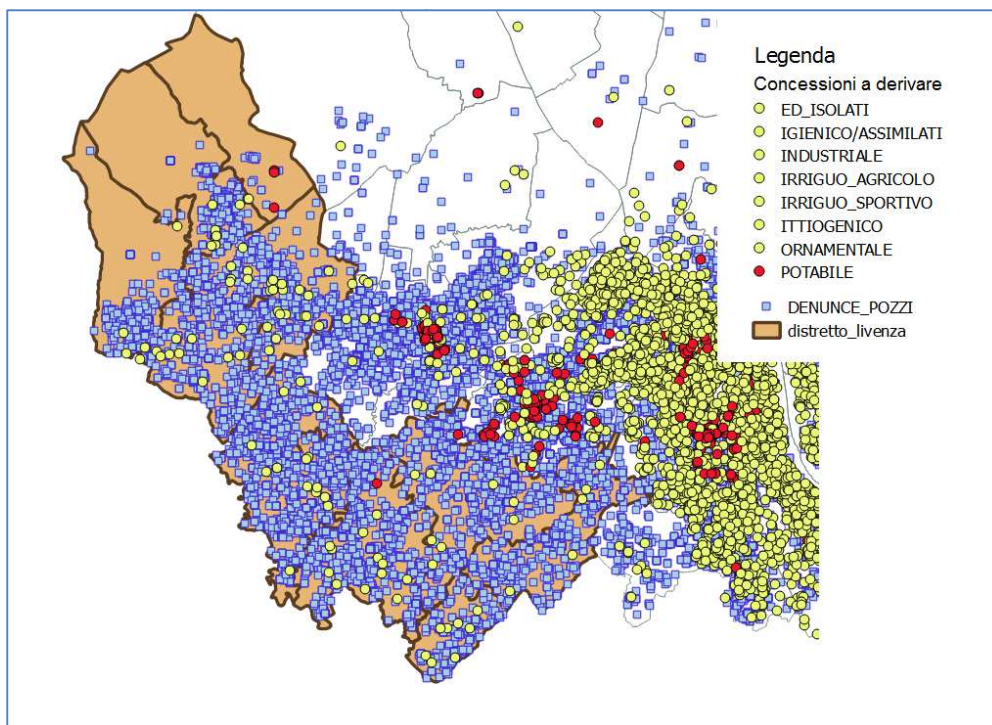 Legenda
Concessioni a derivare
ED_ISOLATI
IGIENICO/ASSIMILATI
INDUSTRIALE
IRRIGUO_AGRICOLO
IRRIGUO_SPORTIVO
ITTIOGENICO
ORNAMENTALE
POTABILE
DENUNCE_POZZI
distretto_livenza